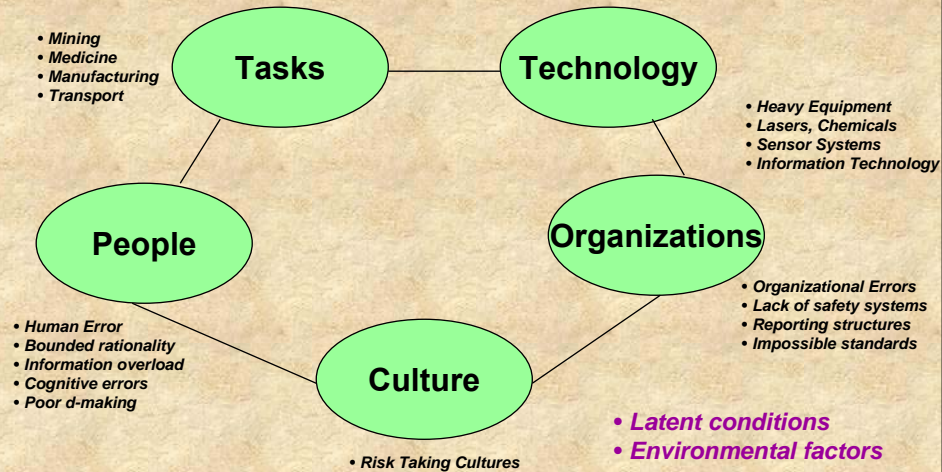 • Mining
• Medicine
• Manufacturing
• Transport
Tasks
Technology
• Heavy Equipment
• Lasers, Chemicals
• Sensor Systems
• Information Technology
People
Organizations
• Human Error
• Bounded rationality
• Information overload
• Cognitive errors
• Poor d-making
• Organizational Errors
• Lack of safety systems
• Reporting structures
• Impossible standards
Culture
• Risk Taking Cultures
• Latent conditions
• Environmental factors